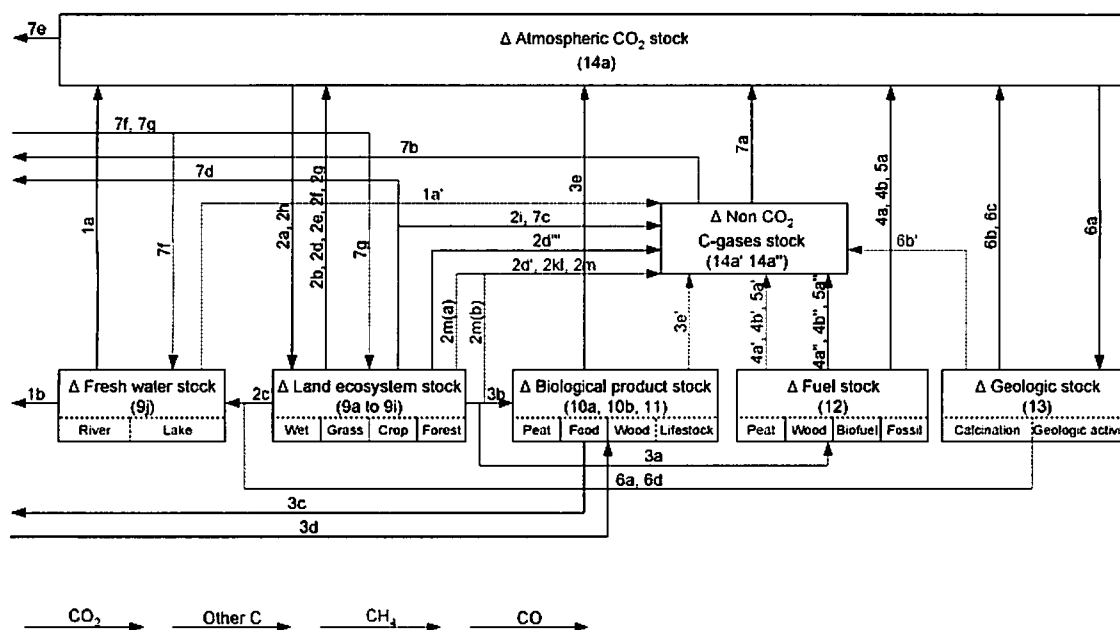 7e
Δ Atmospheric CO₂ stock
(14a)
7f, 7g
7b
7d
1a
7f
1a'
2a, 2h
2b, 2d, 2e, 2f, 2g
7g
2i, 7c
2d'''
2d', 2kl, 2m
2m(a)
2m(b)
3e
3e'
7a
Δ Non CO₂
C-gases stock
(14a' 14a")
4a', 4b', 5a'
4a", 4b", 5a"
4a, 4b, 5a
6b'
6b, 6c
6a
1b
Δ Fresh water stock
(9j)
River Lake
2c
Δ Land ecosystem stock
(9a to 9i)
Wet Grass Crop Forest
3b
Δ Biological product stock
(10a, 10b, 11)
Peat Food Wood Lifestock
Δ Fuel stock
(12)
Peat Wood Biofuel Fossil
Δ Geologic stock
(13)
Calcination Geologic activ
3a
6a, 6d
3c
3d
CO₂ Other C CH₄ CO